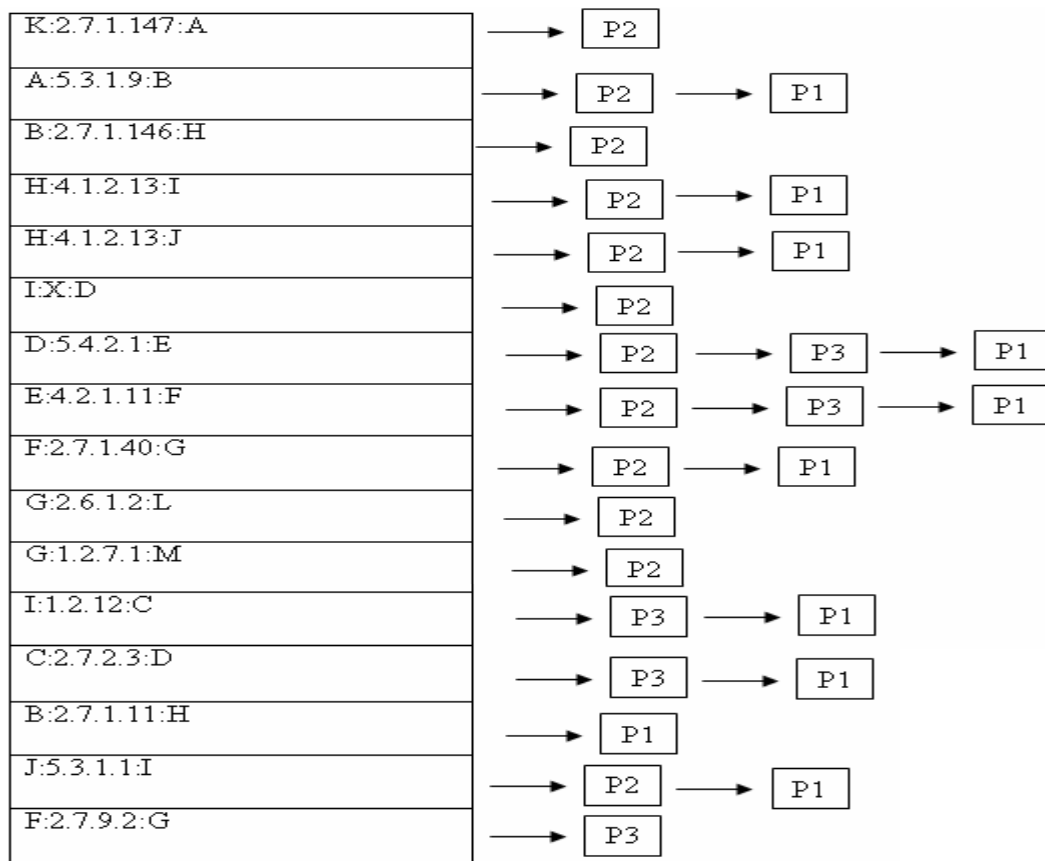 K:2.7.1.147:A P2
A:5.3.1.9:B P2 P1
B:2.7.1.146:H P2
H:4.1.2.13:I P2 P1
H:4.1.2.13:J P2 P1
I:X:D P2
D:5.4.2.1:E P2 P3 P1
E:4.2.1.11:F P2 P3 P1
F:2.7.1.40:G P2 P1
G:2.6.1.2:L P2
G:1.2.7.1:M P2
I:1.2.12:C P3 P1
C:2.7.2.3:D P3 P1
B:2.7.1.11:H P1
J:5.3.1.1:I P2 P1
F:2.7.9.2:G P3